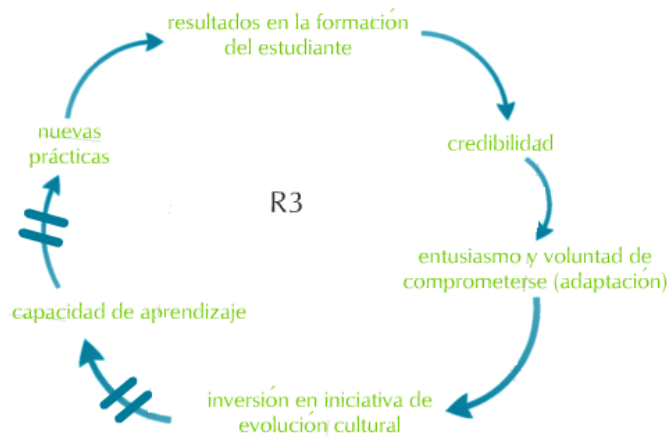 resultados en la formación
del estudiante
credibilidad
entusiasmo y voluntad de
comprometerse (adaptación)
inversión en iniciativa de
evolución cultural
capacidad de aprendizaje
nuevas
prácticas
R3